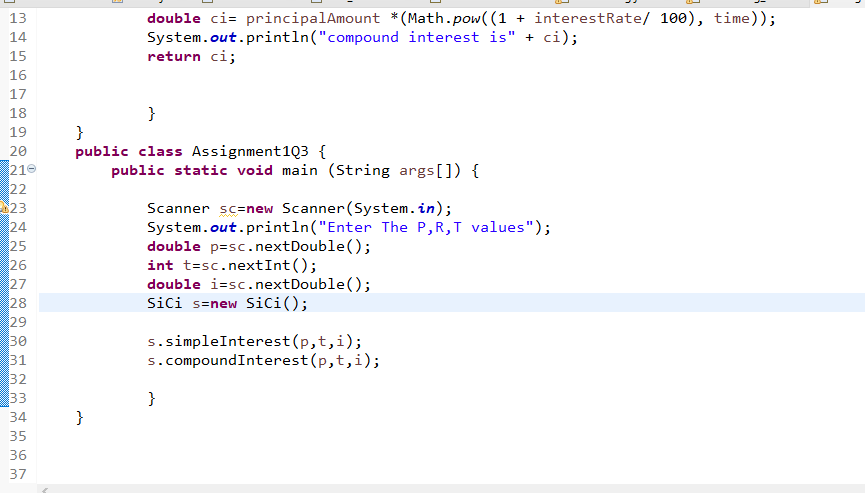 13 double ci= principalAmount *(Math.pow((1 + interestRate/ 100), time));
14 System.out.println("compound interest is" + ci);
15 return ci;
16
17
18 }
19 }
20 public class Assignment1Q3 {
21 public static void main (String args[]) {
22
23 Scanner sc=new Scanner(System.in);
24 System.out.println("Enter The P,R,T values");
25 double p=sc.nextDouble();
26 int t=sc.nextInt();
27 double i=sc.nextDouble();
28 SiCi s=new SiCi();
29
30 s.simpleInterest(p,t,i);
31 s.compoundInterest(p,t,i);
32
33 }
34 }
35
36
37